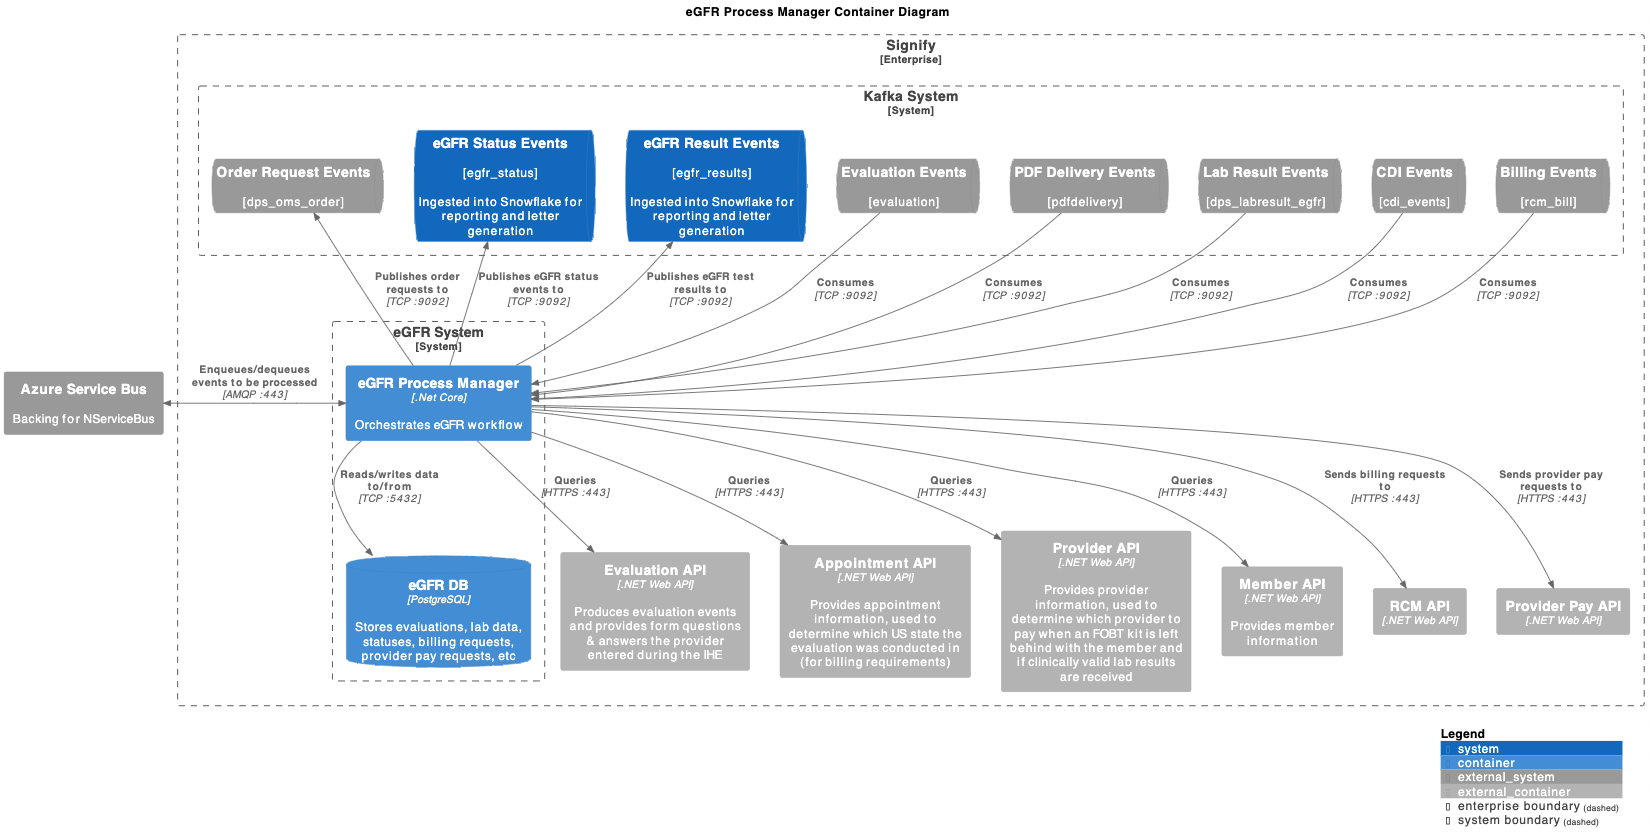 eGFR Process Manager Container Diagram
Signify
[Enterprise]
Kafka System
[System]
Order Request Events
[dps_oms_order]
eGFR Status Events
[egfr_status]
Ingested into Snowflake for
reporting and letter
generation
eGFR Result Events
[egfr_results]
Ingested into Snowflake for
reporting and letter
generation
Evaluation Events
[evaluation]
PDF Delivery Events
[pdfdelivery]
Lab Result Events
[dps_labresult_egfr]
CDI Events
[cdi_events]
Billing Events
[rcm_bill]
Publishes order
requests to
[TCP :9092]
Publishes eGFR status
events to
[TCP :9092]
Publishes eGFR test
results to
[TCP :9092]
Consumes
[TCP :9092]
Consumes
[TCP :9092]
Consumes
[TCP :9092]
Consumes
[TCP :9092]
Consumes
[TCP :9092]
eGFR System
[System]
Azure Service Bus
Backing for NServiceBus
Enqueues/dequeues
events to be processed
[AMQP :443]
eGFR Process Manager
[.Net Core]
Orchestrates eGFR workflow
Reads/writes data
to/from
[TCP :5432]
Queries
[HTTPS :443]
Queries
[HTTPS :443]
Queries
[HTTPS :443]
Queries
[HTTPS :443]
Sends billing requests
to
[HTTPS :443]
Sends provider pay
requests to
[HTTPS :443]
eGFR DB
[PostgreSQL]
Stores evaluations, lab data,
statuses, billing requests,
provider pay requests, etc
Evaluation API
[.NET Web API]
Produces evaluation events
and provides form questions
& answers the provider
entered during the IHE
Appointment API
[.NET Web API]
Provides appointment
information, used to
determine which US state the
evaluation was conducted in
(for billing requirements)
Provider API
[.NET Web API]
Provides provider
information, used to
determine which provider to
pay when an FOBT kit is left
behind with the member and
if clinically valid lab results
are received
Member API
[.NET Web API]
Provides member
information
RCM API
[.NET Web API]
Provider Pay API
[.NET Web API]
Legend
system
container
external_system
external_container
enterprise boundary (dashed)
system boundary (dashed)